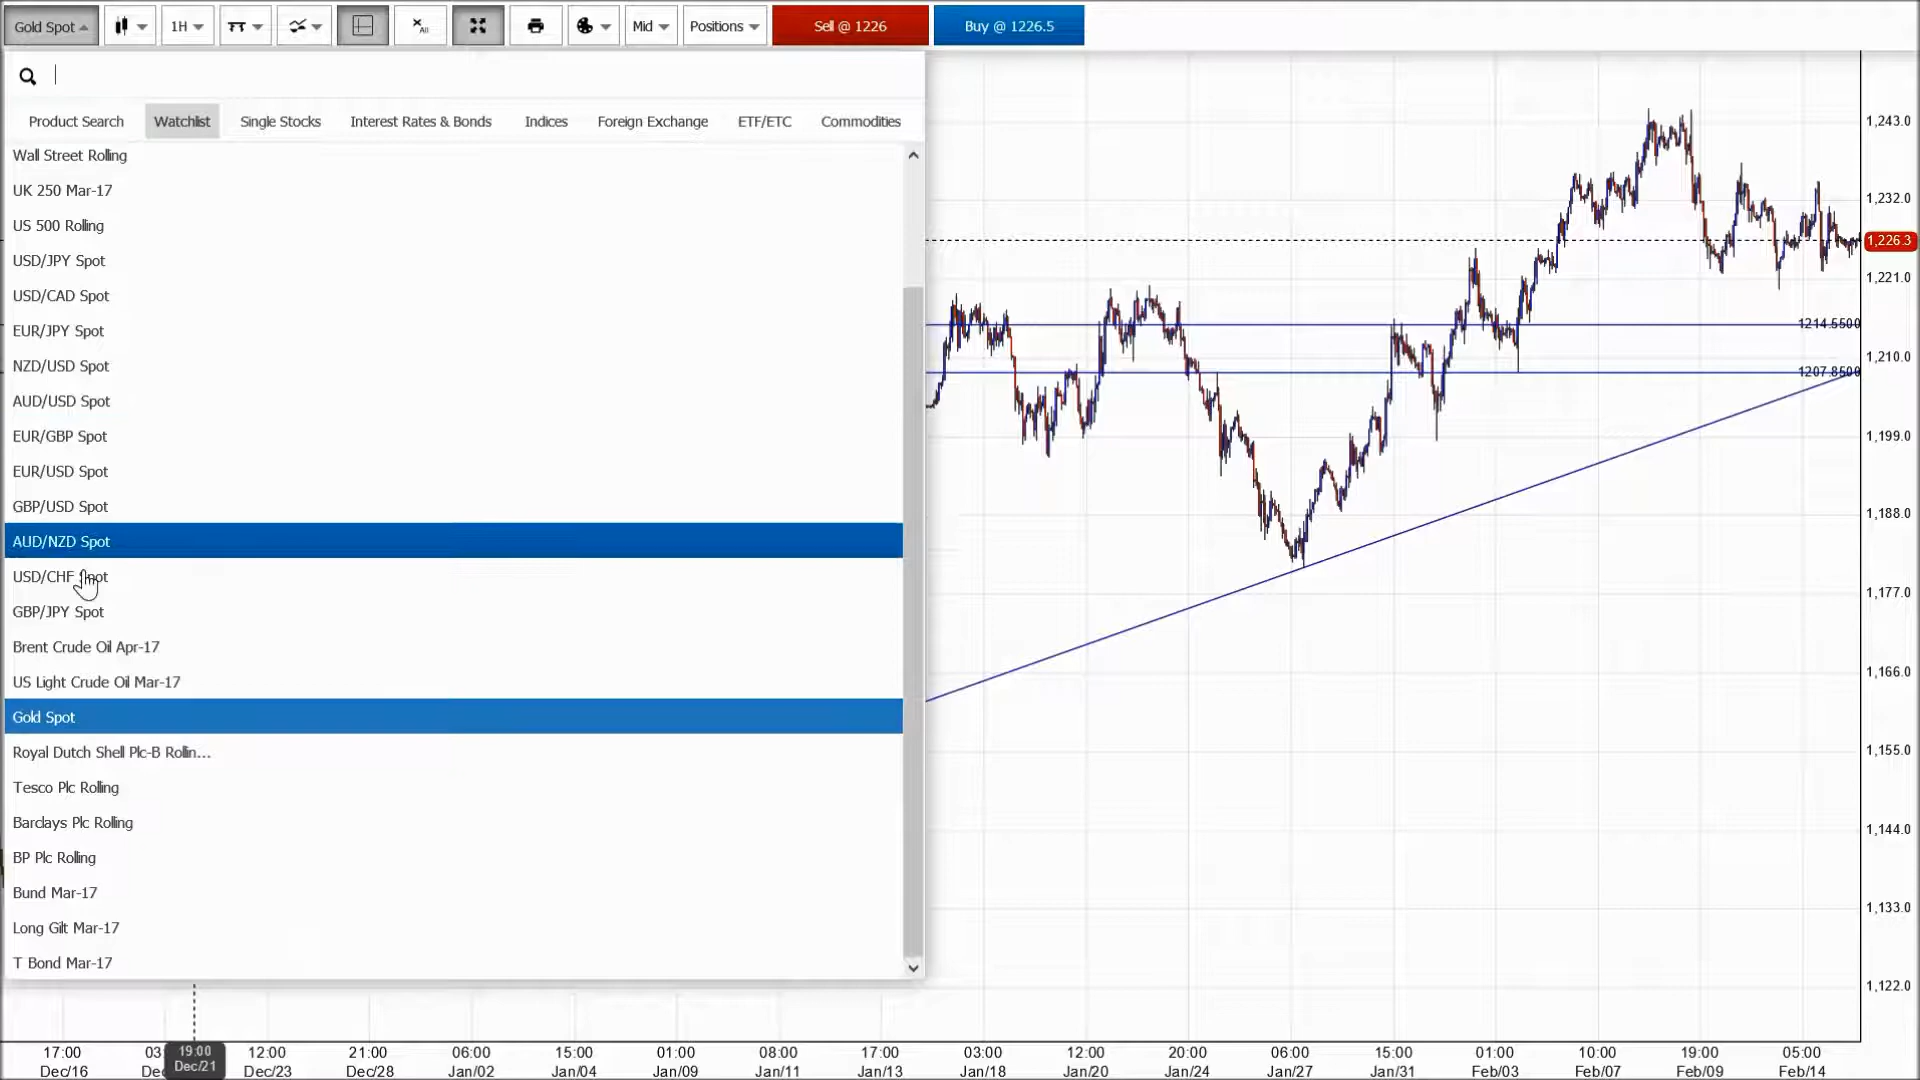 Gold Spot 1H Mid Positions Sell @ 1226 Buy @ 1226.5
All
Product Search Watchlist Single Stocks Interest Rates & Bonds Indices Foreign Exchange ETF/ETC Commodities
Wall Street Rolling
UK 250 Mar-17
US 500 Rolling
USD/JPY Spot
USD/CAD Spot
EUR/JPY Spot
NZD/USD Spot
AUD/USD Spot
EUR/GBP Spot
EUR/USD Spot
GBP/USD Spot
AUD/NZD Spot
USD/CHF Spot
GBP/JPY Spot
Brent Crude Oil Apr-17
US Light Crude Oil Mar-17
Gold Spot
Royal Dutch Shell Plc-B Rollin...
Tesco Plc Rolling
Barclays Plc Rolling
BP Plc Rolling
Bund Mar-17
Long Gilt Mar-17
T Bond Mar-17
1,243.0
1,232.0
1,226.3
1,221.0
1214.5500
1,210.0
1207.8500
1,199.0
1,188.0
1,177.0
1,166.0
1,155.0
1,144.0
1,133.0
1,122.0
17:00 03 19:00 12:00 21:00 06:00 15:00 01:00 08:00 17:00 03:00 12:00 20:00 06:00 15:00 01:00 10:00 19:00 05:00
Dec/16 Dec Dec/21 Dec/23 Dec/28 Jan/02 Jan/04 Jan/09 Jan/11 Jan/13 Jan/18 Jan/20 Jan/24 Jan/27 Jan/31 Feb/03 Feb/07 Feb/09 Feb/14